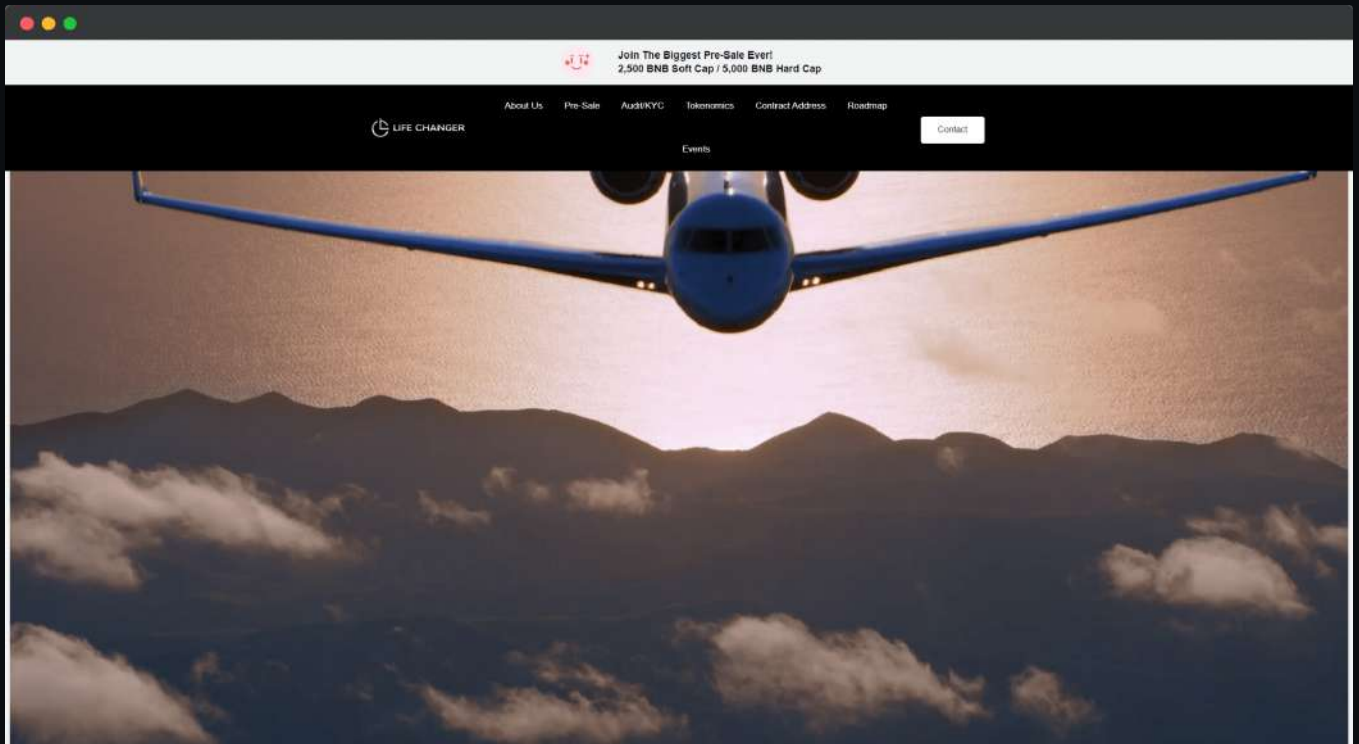 Join The Biggest Pre-Sale Ever!
2,500 BNB Soft Cap / 5,000 BNB Hard Cap
LIFE CHANGER
About Us Pre-Sale Audit/KYC Tokenomics Contract Address Roadmap
Events
Contact